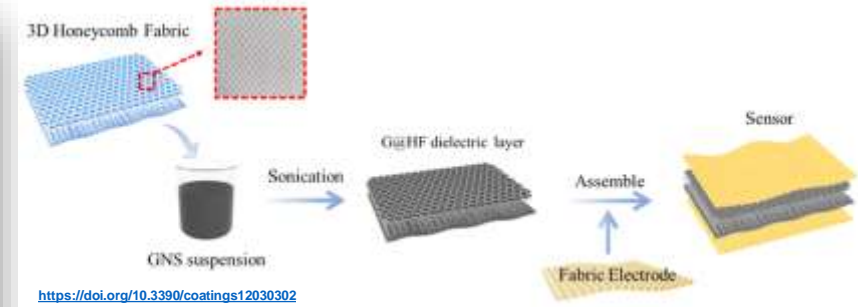 3D Honeycomb Fabric
GNS suspension
Sonication
G@HF dielectric layer
Assemble
Fabric Electrode
Sensor
https://doi.org/10.3390/coatings12030302